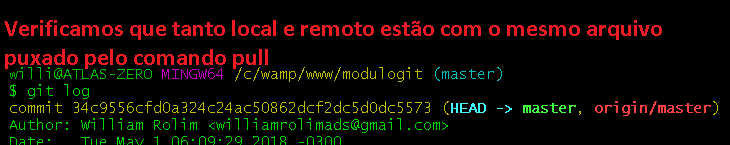 Verificamos que tanto local e remoto estão com o mesmo arquivo
puxado pelo comando pull
willi@ATLAS-ZERO MINGW64 /c/wamp/www/modulogit (master)
$ git log
commit 34c9556cfd0a324c24ac50862dcf2dc5d0dc5573 (HEAD -> master, origin/master)
Author: William Rolim <williamrolimads@gmail.com>
Date: Tue May 1 06:09:29 2018 -0300